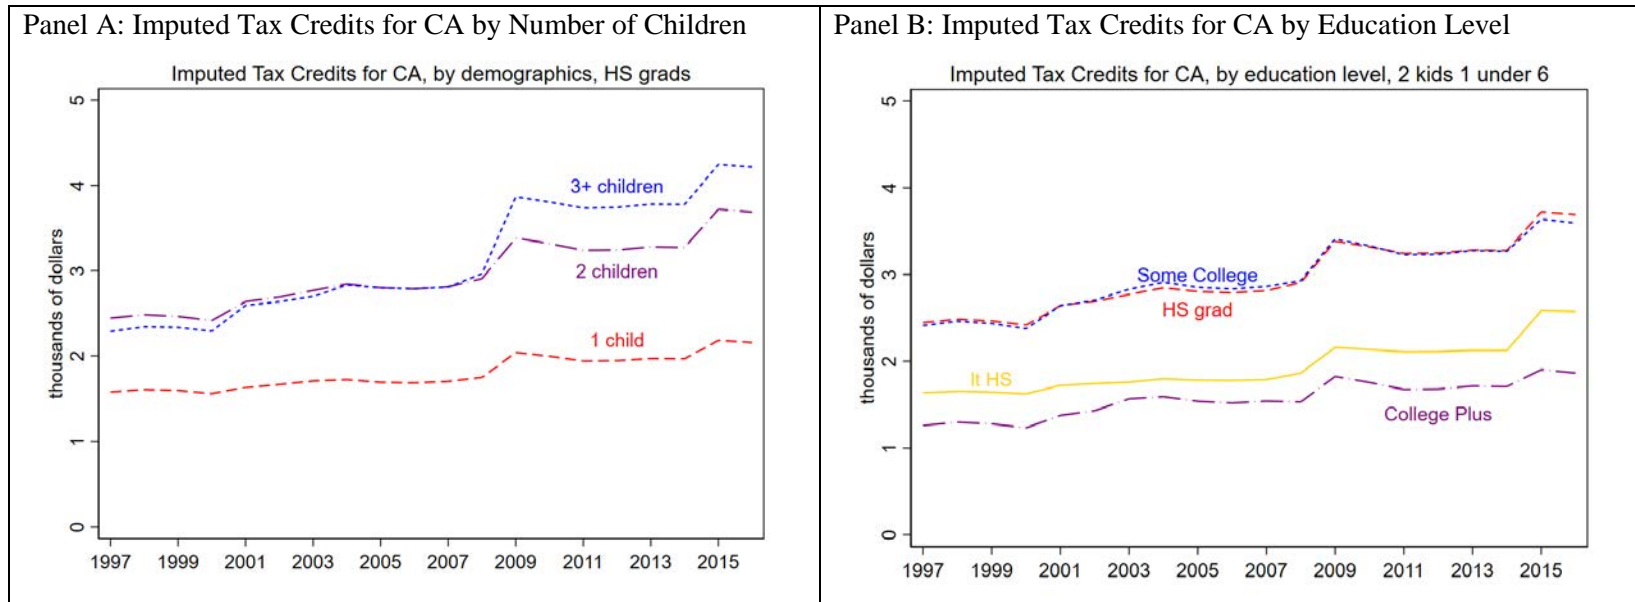 Panel A: Imputed Tax Credits for CA by Number of Children
Imputed Tax Credits for CA, by demographics, HS grads
thousands of dollars
5
4
3
2
1
0
3+ children
2 children
1 child
1997 1999 2001 2003 2005 2007 2009 2011 2013 2015
Panel B: Imputed Tax Credits for CA by Education Level
Imputed Tax Credits for CA, by education level, 2 kids 1 under 6
thousands of dollars
5
4
3
2
1
0
Some College
HS grad
lt HS
College Plus
1997 1999 2001 2003 2005 2007 2009 2011 2013 2015